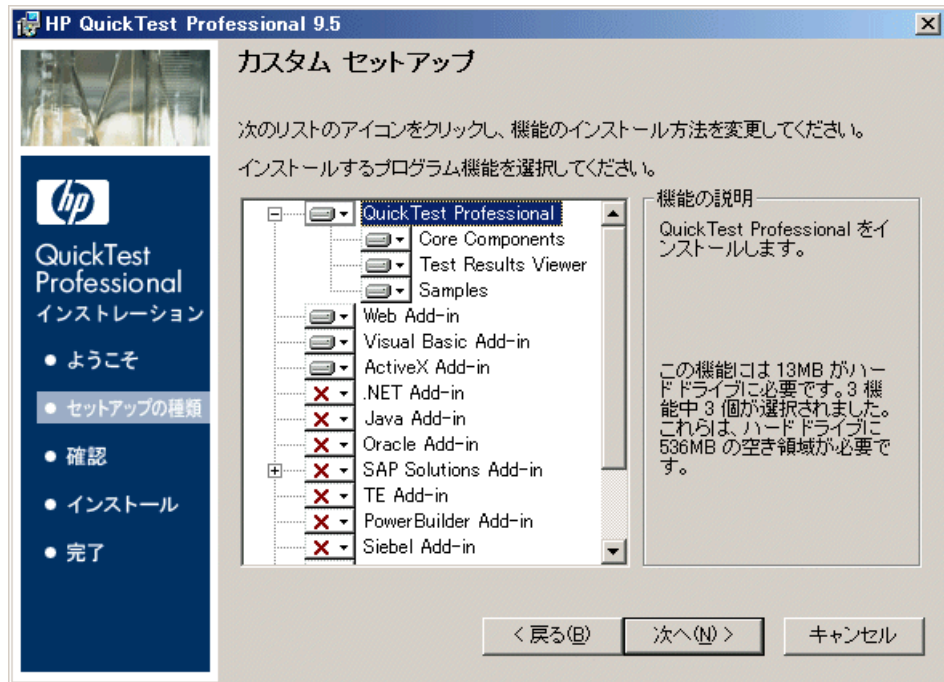 HP QuickTest Professional 9.5
カスタム セットアップ
次のリストのアイコンをクリックし、機能のインストール方法を変更してください。
インストールするプログラム機能を選択してください。
hp
QuickTest
Professional
インストレーション
ようこそ
セットアップの種類
確認
インストール
完了
QuickTest Professional
Core Components
Test Results Viewer
Samples
Web Add-in
Visual Basic Add-in
ActiveX Add-in
.NET Add-in
Java Add-in
Oracle Add-in
SAP Solutions Add-in
TE Add-in
PowerBuilder Add-in
Siebel Add-in
機能の説明
QuickTest Professional をイ
ンストールします。
この機能には 13MB がハー
ド ドライブに必要です。3 機
能中 3 個が選択されました。
これらは、ハード ドライブに
536MB の空き領域が必要で
す。
< 戻る(B)
次へ(N) >
キャンセル